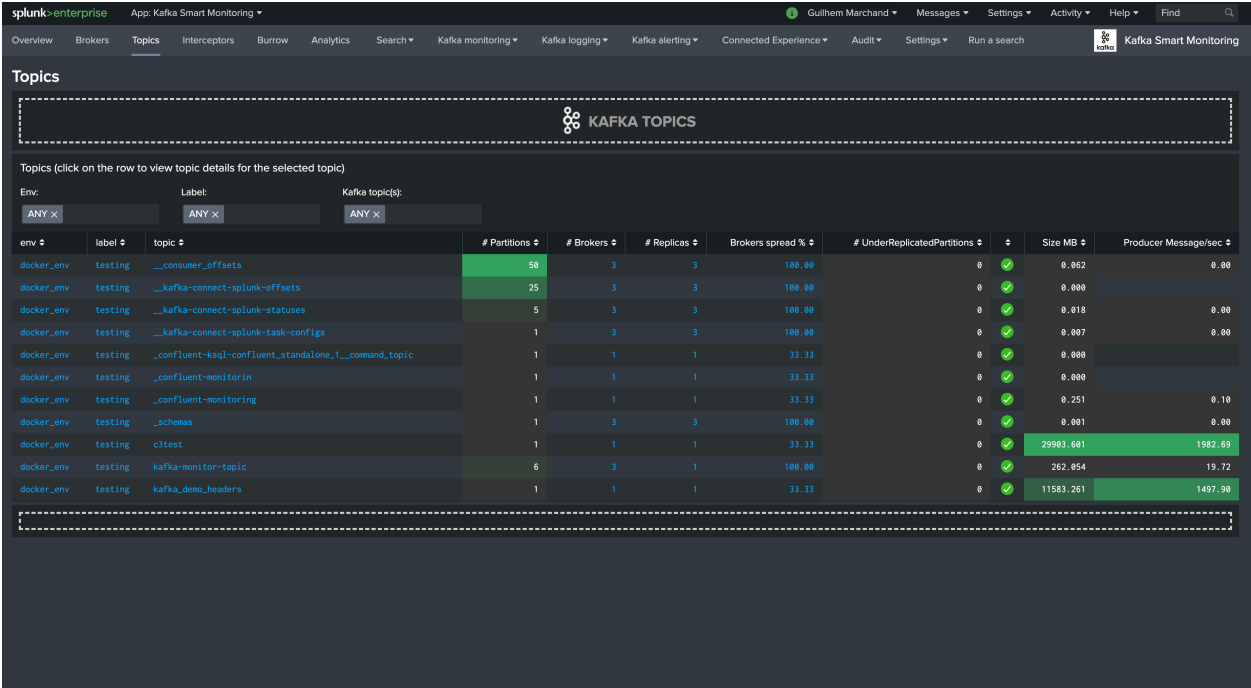 splunk>enterprise App: Kafka Smart Monitoring i Guilhem Marchand Messages Settings Activity Help Find
Overview Brokers Topics Interceptors Burrow Analytics Search Kafka monitoring Kafka logging Kafka alerting Connected Experience Audit Settings Run a search kafka Kafka Smart Monitoring
Topics
KAFKA TOPICS
Topics (click on the row to view topic details for the selected topic)
Env: Label: Kafka topic(s):
ANY × ANY × ANY ×
env label topic # Partitions # Brokers # Replicas Brokers spread % # UnderReplicatedPartitions Size MB Producer Message/sec
docker_env testing __consumer_offsets 50 3 3 100.00 0 0.062 0.00
docker_env testing __kafka-connect-splunk-offsets 25 3 3 100.00 0 0.000
docker_env testing __kafka-connect-splunk-statuses 5 3 3 100.00 0 0.018 0.00
docker_env testing __kafka-connect-splunk-task-configs 1 3 3 100.00 0 0.007 0.00
docker_env testing _confluent-ksql-confluent_standalone_1__command_topic 1 1 1 33.33 0 0.000
docker_env testing _confluent-monitorin 1 1 1 33.33 0 0.000
docker_env testing _confluent-monitoring 1 1 1 33.33 0 0.251 0.10
docker_env testing _schemas 1 3 3 100.00 0 0.001 0.00
docker_env testing c3test 1 1 1 33.33 0 29903.601 1982.69
docker_env testing kafka-monitor-topic 6 3 1 100.00 0 262.054 19.72
docker_env testing kafka_demo_headers 1 1 1 33.33 0 11583.261 1497.90